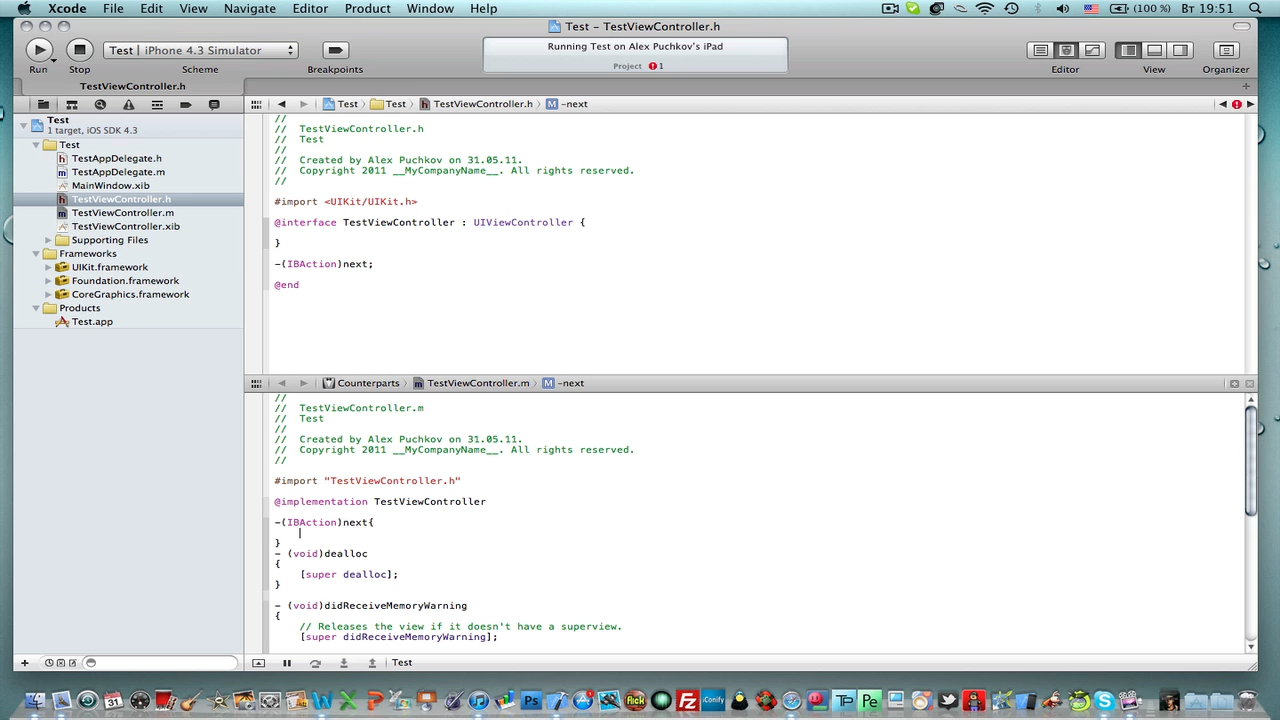 Xcode File Edit View Navigate Editor Product Window Help (100 %) Вт 19:51
Test – TestViewController.h
Run Stop Test | iPhone 4.3 Simulator Scheme Breakpoints
Running Test on Alex Puchkov's iPad
Project 1
Editor View Organizer
TestViewController.h
Test
1 target, iOS SDK 4.3
Test
TestAppDelegate.h
TestAppDelegate.m
MainWindow.xib
TestViewController.h
TestViewController.m
TestViewController.xib
Supporting Files
Frameworks
UIKit.framework
Foundation.framework
CoreGraphics.framework
Products
Test.app
Test Test TestViewController.h M -next
//
// TestViewController.h
// Test
//
// Created by Alex Puchkov on 31.05.11.
// Copyright 2011 __MyCompanyName__. All rights reserved.
//
#import <UIKit/UIKit.h>
@interface TestViewController : UIViewController {
}
-(IBAction)next;
@end
Counterparts TestViewController.m M -next
//
// TestViewController.m
// Test
//
// Created by Alex Puchkov on 31.05.11.
// Copyright 2011 __MyCompanyName__. All rights reserved.
//
#import "TestViewController.h"
@implementation TestViewController
-(IBAction)next{
}
- (void)dealloc
{
[super dealloc];
}
- (void)didReceiveMemoryWarning
{
// Releases the view if it doesn't have a superview.
[super didReceiveMemoryWarning];
Test
31 W X P Ps flick Fz iConify TP Pe